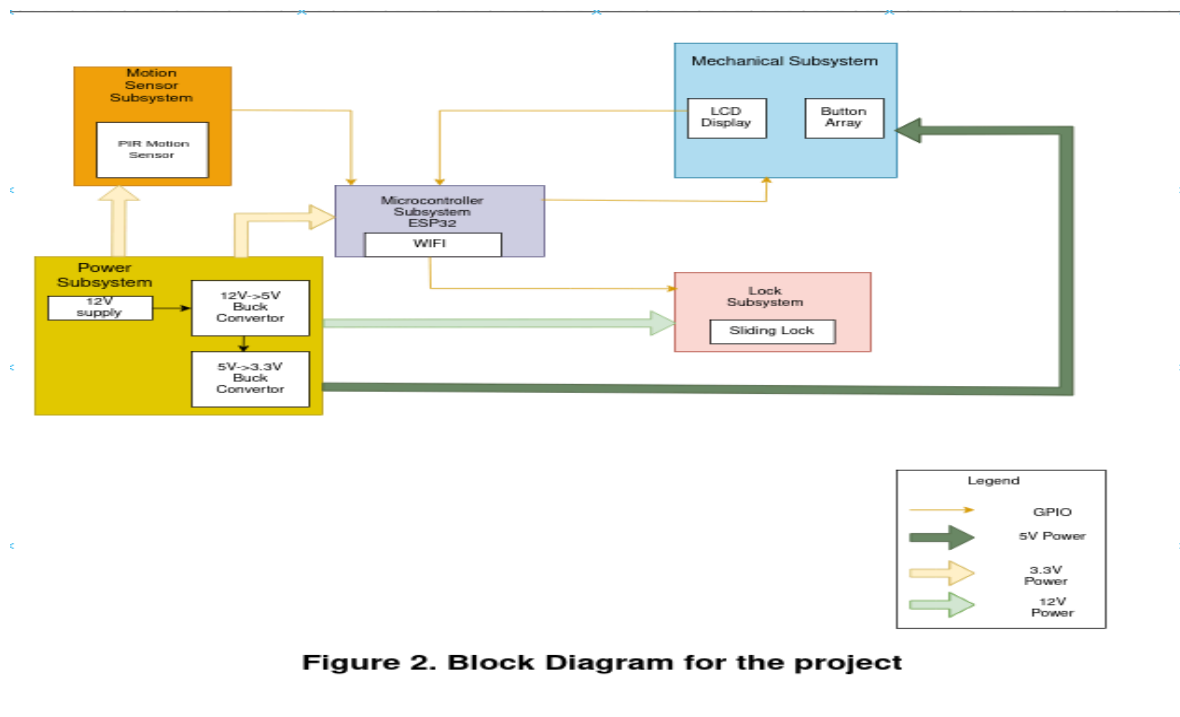 Motion
Sensor
Subsystem
PIR Motion
Sensor
Mechanical Subsystem
LCD
Display
Button
Array
Microcontroller
Subsystem
ESP32
WIFI
Power
Subsystem
12V
supply
12V->5V
Buck
Convertor
5V->3.3V
Buck
Convertor
Lock
Subsystem
Sliding Lock
Legend
GPIO
5V Power
3.3V
Power
12V
Power
Figure 2. Block Diagram for the project